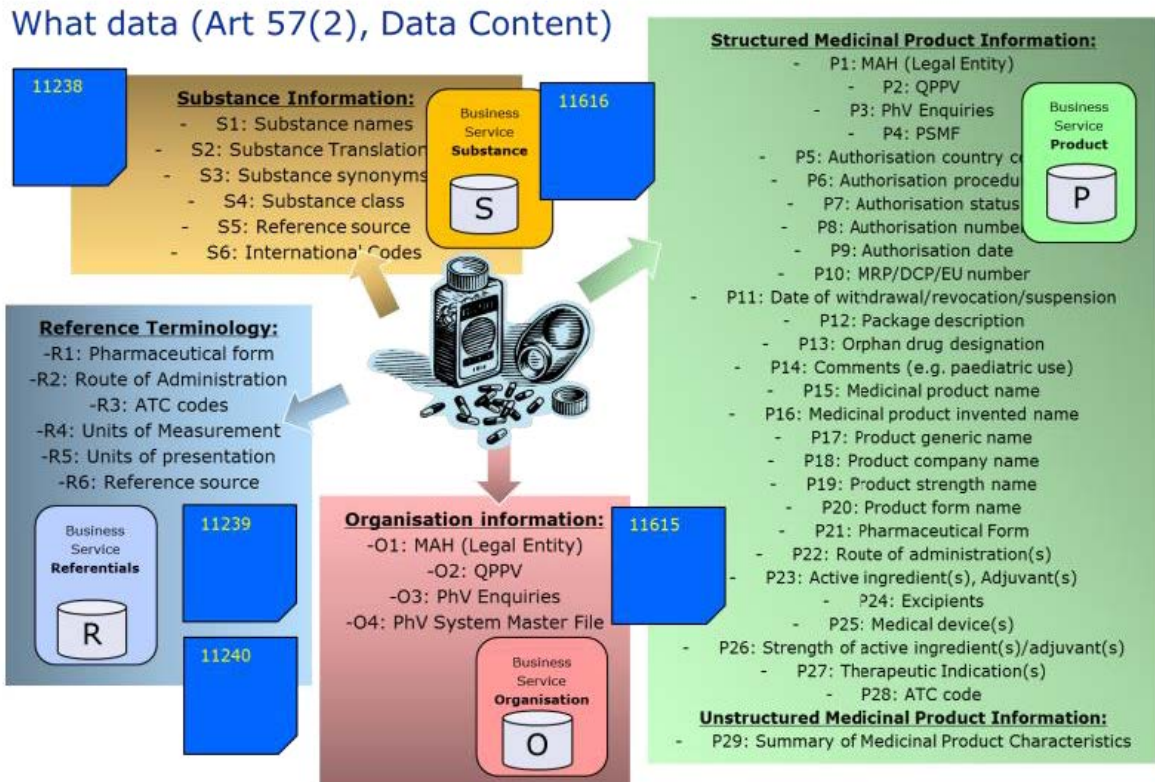 What data (Art 57(2), Data Content)
11238
Substance Information:
- S1: Substance names
- S2: Substance Translation
- S3: Substance synonyms
- S4: Substance class
- S5: Reference source
- S6: International Codes
Business
Service
Substance
S
11616
Reference Terminology:
-R1: Pharmaceutical form
-R2: Route of Administration
-R3: ATC codes
-R4: Units of Measurement
-R5: Units of presentation
-R6: Reference source
Business
Service
Referentials
R
11239
11240
Organisation information:
-O1: MAH (Legal Entity)
-O2: QPPV
-O3: PhV Enquiries
-O4: PhV System Master File
Business
Service
Organisation
O
11615
Structured Medicinal Product Information:
- P1: MAH (Legal Entity)
- P2: QPPV
- P3: PhV Enquiries
- P4: PSMF
- P5: Authorisation country
- P6: Authorisation
- P7: Authorisation status
- P8: Authorisation number
- P9: Authorisation date
- P10: MRP/DCP/EU number
- P11: Date of withdrawal/revocation/suspension
- P12: Package description
- P13: Orphan drug designation
- P14: Comments (e.g. paediatric use)
- P15: Medicinal product name
- P16: Medicinal product invented name
- P17: Product generic name
- P18: Product company name
- P19: Product strength name
- P20: Product form name
- P21: Pharmaceutical Form
- P22: Route of administration(s)
- P23: Active ingredient(s), Adjuvant(s)
- P24: Excipients
- P25: Medical device(s)
- P26: Strength of active ingredient(s)/adjuvant(s)
- P27: Therapeutic Indication(s)
- P28: ATC code
Unstructured Medicinal Product Information:
- P29: Summary of Medicinal Product Characteristics
Business
Service
Product
P